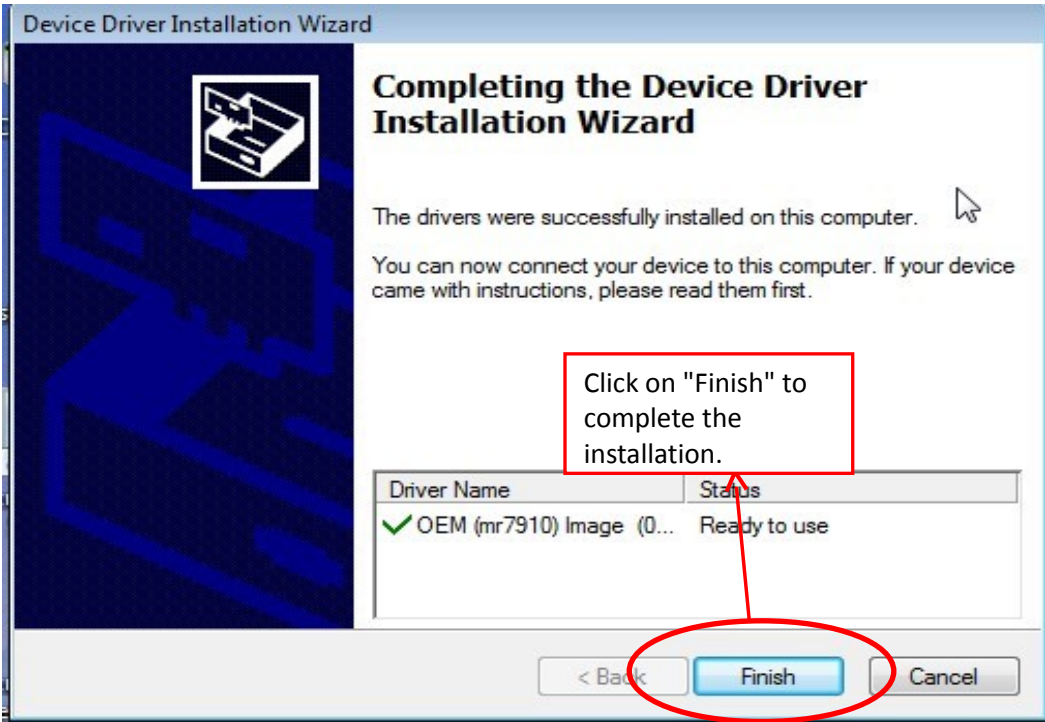 Device Driver Installation Wizard
Completing the Device Driver
Installation Wizard
The drivers were successfully installed on this computer.
You can now connect your device to this computer. If your device
came with instructions, please read them first.
Click on "Finish" to
complete the
installation.
Driver Name Status
OEM (mr7910) Image (0... Ready to use
< Back Finish Cancel